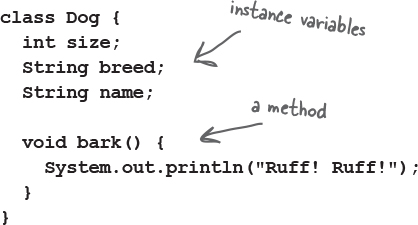 class Dog {
instance variables
int size;
String breed;
String name;
a method
void bark() {
System.out.println("Ruff! Ruff!");
}
}